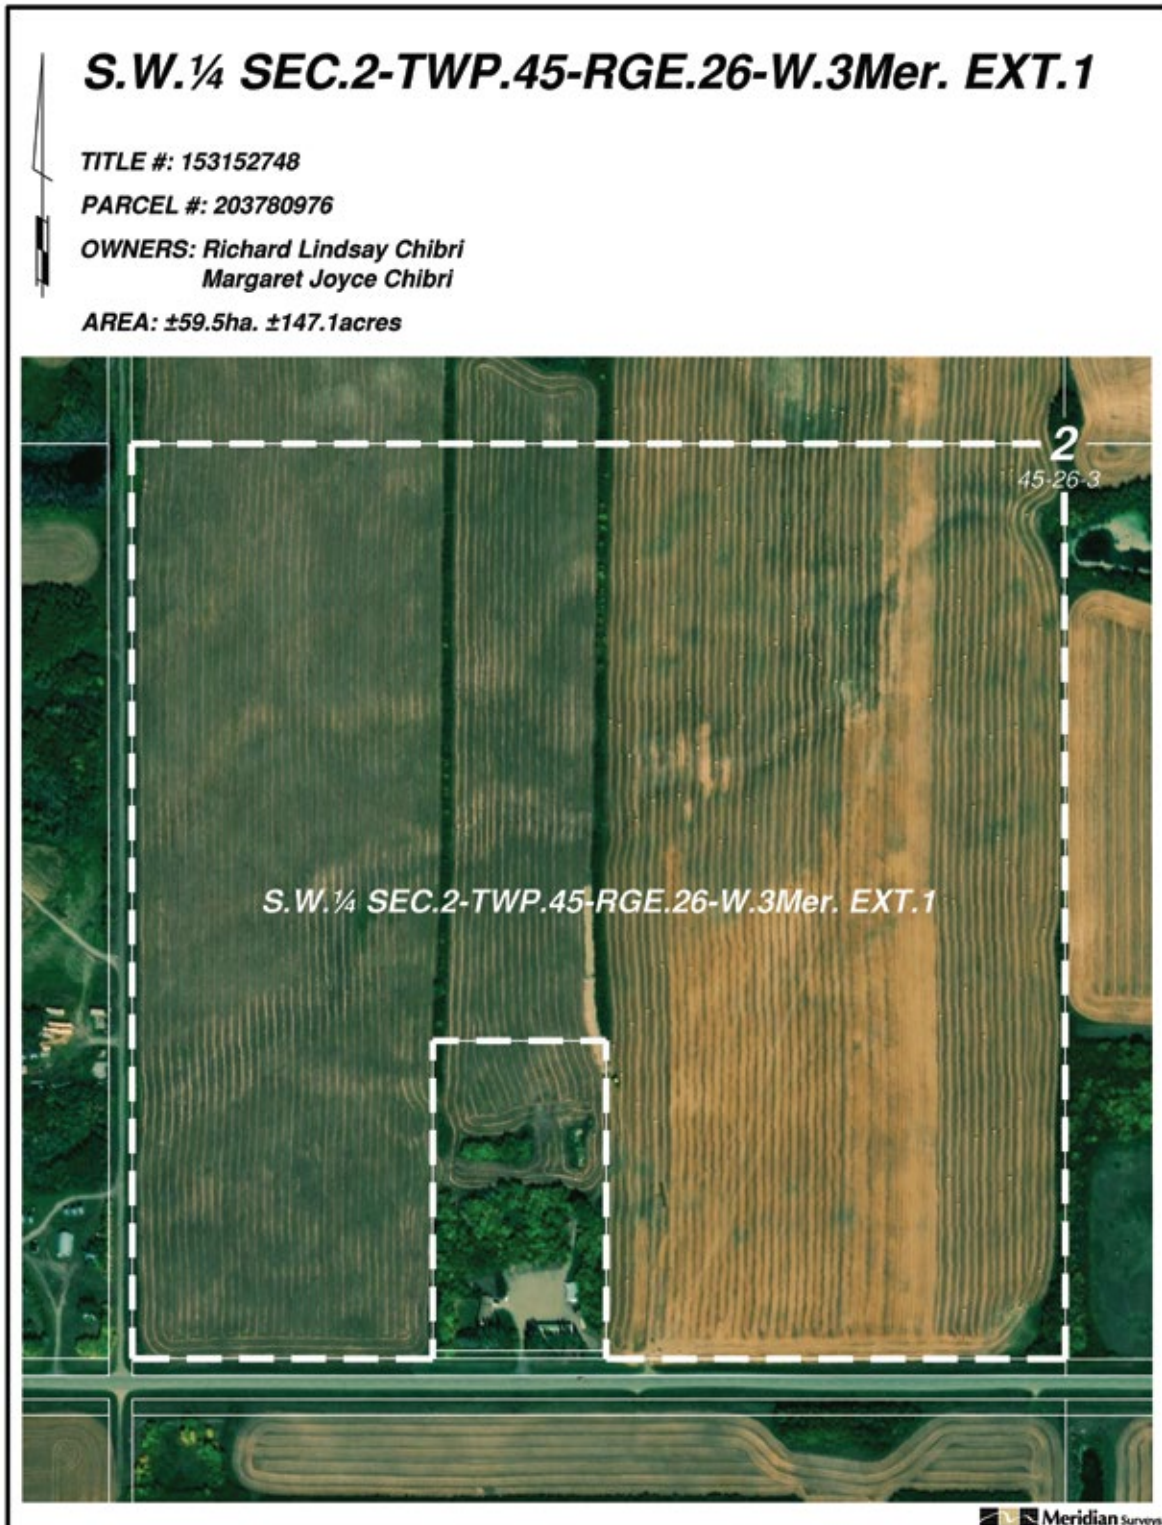 S.W.¼ SEC.2-TWP.45-RGE.26-W.3Mer. EXT.1
TITLE #: 153152748
PARCEL #: 203780976
OWNERS: Richard Lindsay Chibri
Margaret Joyce Chibri
AREA: ±59.5ha. ±147.1acres
2
45-26-3
S.W.¼ SEC.2-TWP.45-RGE.26-W.3Mer. EXT.1
Meridian Surveys